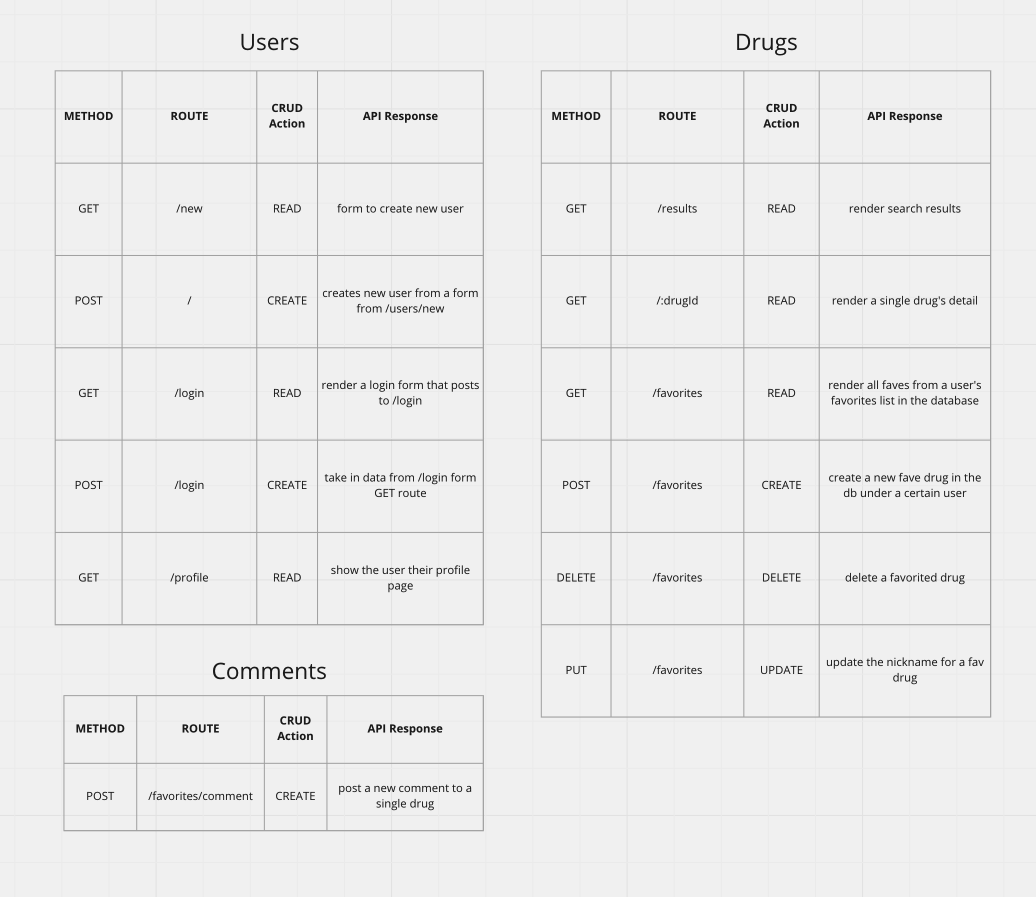 Users
METHOD ROUTE CRUD Action API Response
GET /new READ form to create new user
POST / CREATE creates new user from a form from /users/new
GET /login READ render a login form that posts to /login
POST /login CREATE take in data from /login form GET route
GET /profile READ show the user their profile page
Comments
METHOD ROUTE CRUD Action API Response
POST /favorites/comment CREATE post a new comment to a single drug
Drugs
METHOD ROUTE CRUD Action API Response
GET /results READ render search results
GET /:drugId READ render a single drug's detail
GET /favorites READ render all faves from a user's favorites list in the database
POST /favorites CREATE create a new fave drug in the db under a certain user
DELETE /favorites DELETE delete a favorited drug
PUT /favorites UPDATE update the nickname for a fav drug